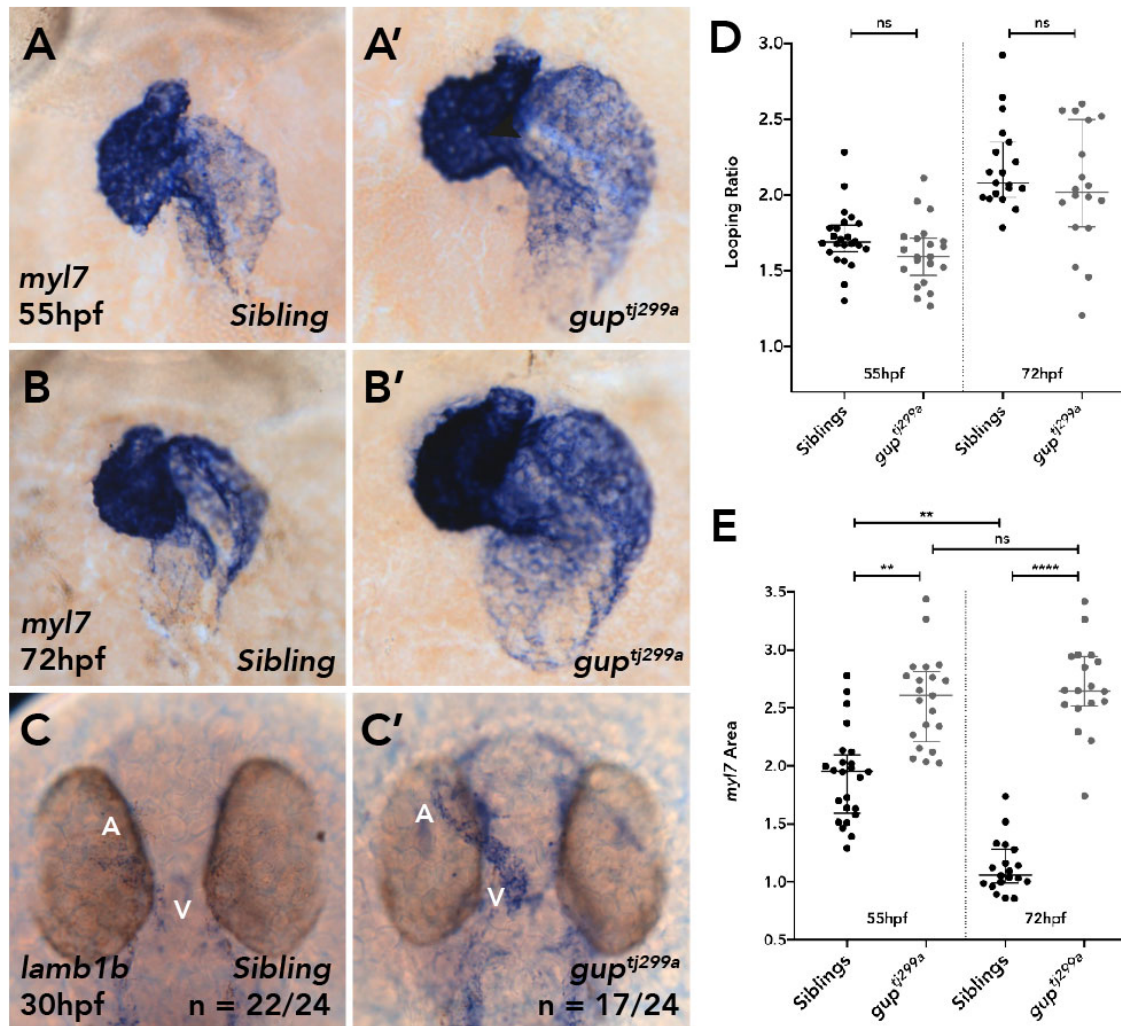 A
myl7
55hpf
Sibling
A'
gup^tj299a
B
myl7
72hpf
Sibling
B'
gup^tj299a
C
A
V
lamb1b
30hpf
Sibling
n = 22/24
C'
A
V
gup^tj299a
n = 17/24
D
ns
ns
3.0
2.5
2.0
1.5
1.0
Looping Ratio
55hpf
72hpf
Siblings
gup^tj299a
Siblings
gup^tj299a
E
**
ns
**
****
3.5
3.0
2.5
2.0
1.5
1.0
0.5
myl7 Area
55hpf
72hpf
Siblings
gup^tj299a
Siblings
gup^tj299a